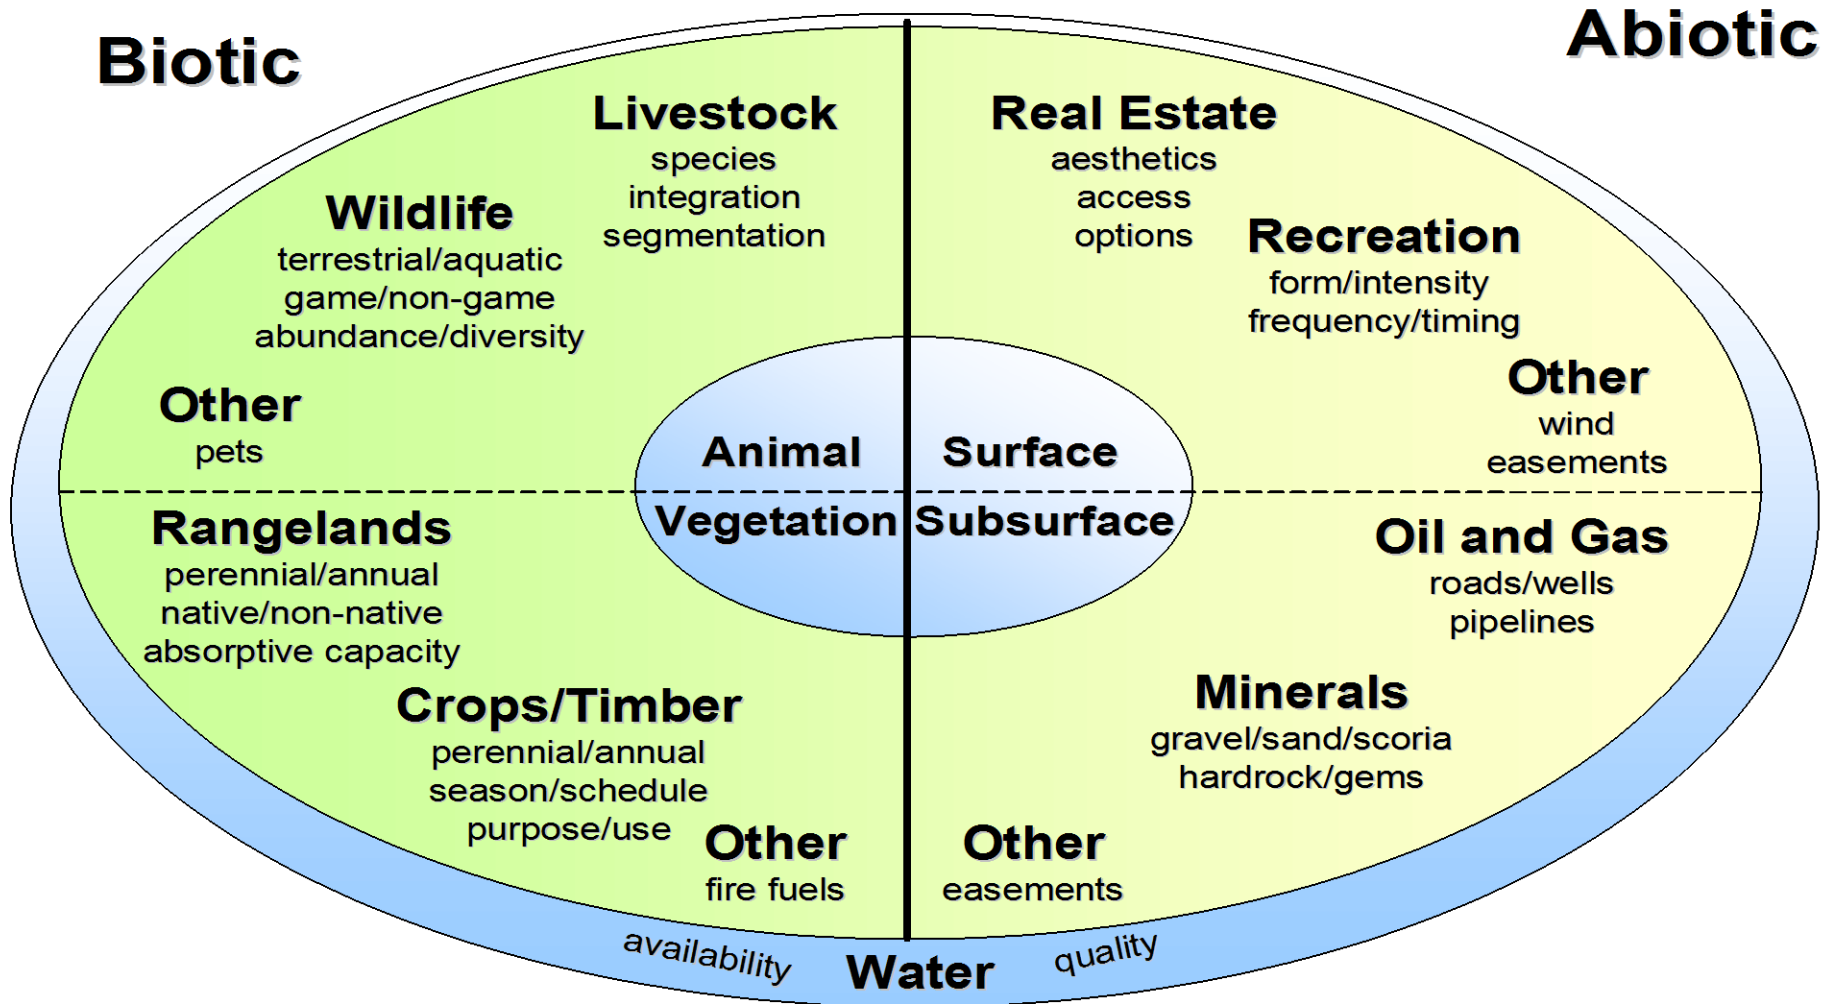 Biotic
Abiotic
Livestock
species
integration
segmentation
Wildlife
terrestrial/aquatic
game/non-game
abundance/diversity
Other
pets
Real Estate
aesthetics
access
options
Recreation
form/intensity
frequency/timing
Other
wind
easements
Animal
Surface
Vegetation
Subsurface
Rangelands
perennial/annual
native/non-native
absorptive capacity
Crops/Timber
perennial/annual
season/schedule
purpose/use
Other
fire fuels
Oil and Gas
roads/wells
pipelines
Minerals
gravel/sand/scoria
hardrock/gems
Other
easements
availability
Water
quality